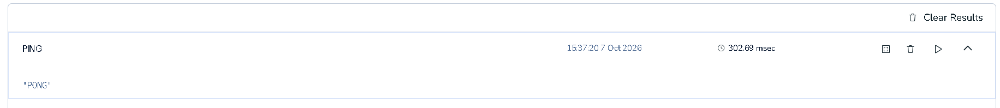 Clear Results
PING 15:37:20 7 Oct 2026 302.69 msec
"PONG"